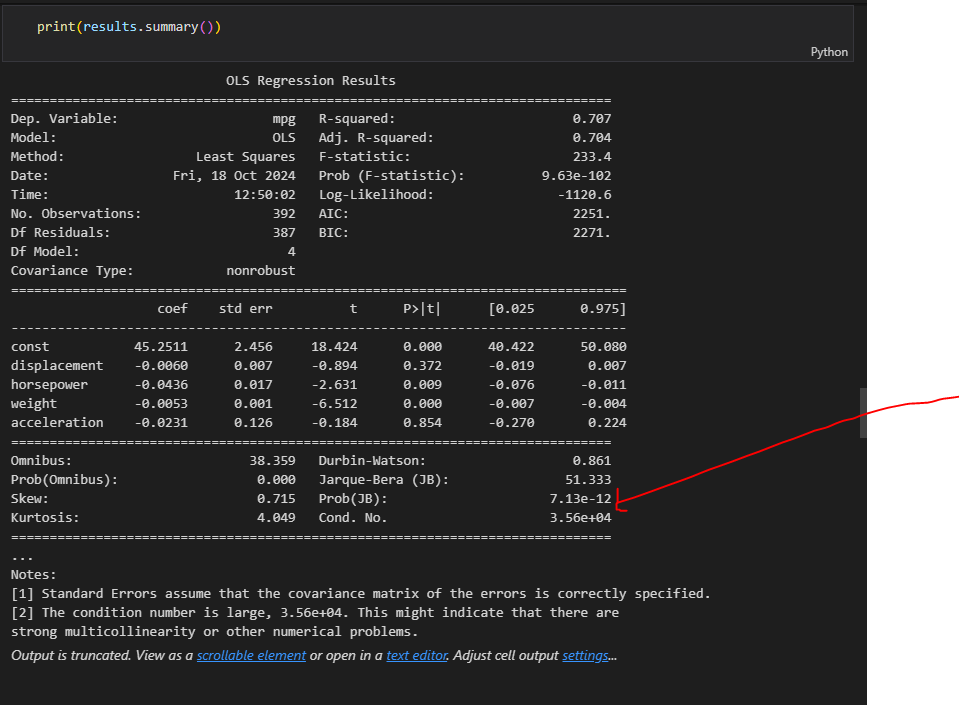 print(results.summary())
Python
OLS Regression Results
==============================================================================
Dep. Variable:                    mpg   R-squared:                       0.707
Model:                            OLS   Adj. R-squared:                  0.704
Method:                 Least Squares   F-statistic:                     233.4
Date:                Fri, 18 Oct 2024   Prob (F-statistic):          9.63e-102
Time:                        12:50:02   Log-Likelihood:                -1120.6
No. Observations:                 392   AIC:                             2251.
Df Residuals:                     387   BIC:                             2271.
Df Model:                           4
Covariance Type:            nonrobust
================================================================================
                   coef    std err          t      P>|t|      [0.025      0.975]
--------------------------------------------------------------------------------
const           45.2511      2.456     18.424      0.000      40.422      50.080
displacement    -0.0060      0.007     -0.894      0.372      -0.019       0.007
horsepower      -0.0436      0.017     -2.631      0.009      -0.076      -0.011
weight          -0.0053      0.001     -6.512      0.000      -0.007      -0.004
acceleration    -0.0231      0.126     -0.184      0.854      -0.270       0.224
==============================================================================
Omnibus:                       38.359   Durbin-Watson:                   0.861
Prob(Omnibus):                  0.000   Jarque-Bera (JB):               51.333
Skew:                           0.715   Prob(JB):                     7.13e-12
Kurtosis:                       4.049   Cond. No.                     3.56e+04
==============================================================================
...
Notes:
[1] Standard Errors assume that the covariance matrix of the errors is correctly specified.
[2] The condition number is large, 3.56e+04. This might indicate that there are
strong multicollinearity or other numerical problems.
Output is truncated. View as a scrollable element or open in a text editor. Adjust cell output settings...